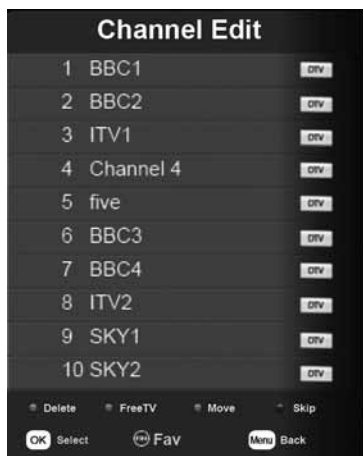 Channel Edit
1 BBC1 DTV
2 BBC2 DTV
3 ITV1 DTV
4 Channel 4 DTV
5 five DTV
6 BBC3 DTV
7 BBC4 DTV
8 ITV2 DTV
9 SKY1 DTV
10 SKY2 DTV
Delete FreeTV Move Skip
OK Select FAV Fav Menu Back